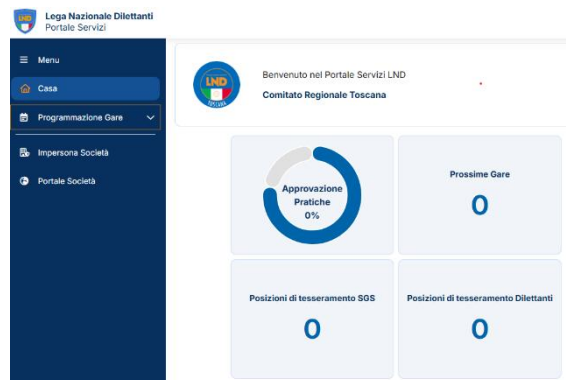 LND
Lega Nazionale Dilettanti
Portale Servizi
Menu
Casa
Programmazione Gare
Impersona Società
Portale Società
LND
TOSCANA
Benvenuto nel Portale Servizi LND
Comitato Regionale Toscana
Approvazione
Pratiche
0%
Prossime Gare
0
Posizioni di tesseramento SGS
0
Posizioni di tesseramento Dilettanti
0